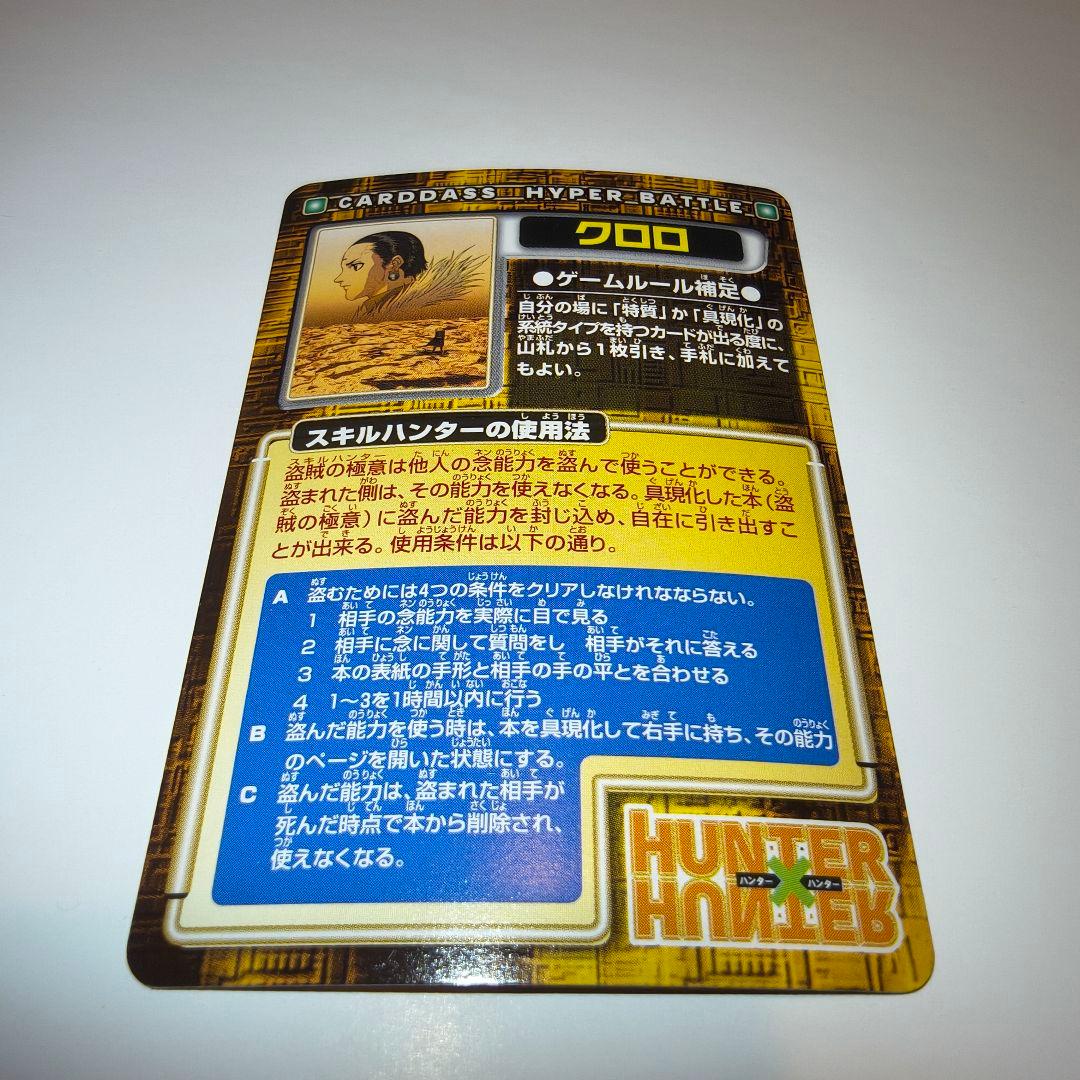 CARDDASS HYPER BATTLE
クロロ
●ゲームルール補足●
自分の場に「特質」か「具現化」の
系統タイプを持つカードが出る度に、
山札から1枚引き、手札に加えて
もよい。
スキルハンターの使用法
盗賊の極意は他人の念能力を盗んで使うことができる。
盗まれた側は、その能力を使えなくなる。具現化した本(盗
賊の極意)に盗んだ能力を封じ込め、自在に引き出すこ
とが出来る。使用条件は以下の通り。
A 盗むためには4つの条件をクリアしなけれなならない。
1 相手の念能力を実際に目で見る
2 相手に念に関して質問をし 相手がそれに答える
3 本の表紙の手形と相手の手の平とを合わせる
4 1~3を1時間以内に行う
B 盗んだ能力を使う時は、本を具現化して右手に持ち、その能力
のページを開いた状態にする。
C 盗んだ能力は、盗まれた相手が
死んだ時点で本から削除され、
使えなくなる。
HUNTER
ハンター×ハンター
HUNTER